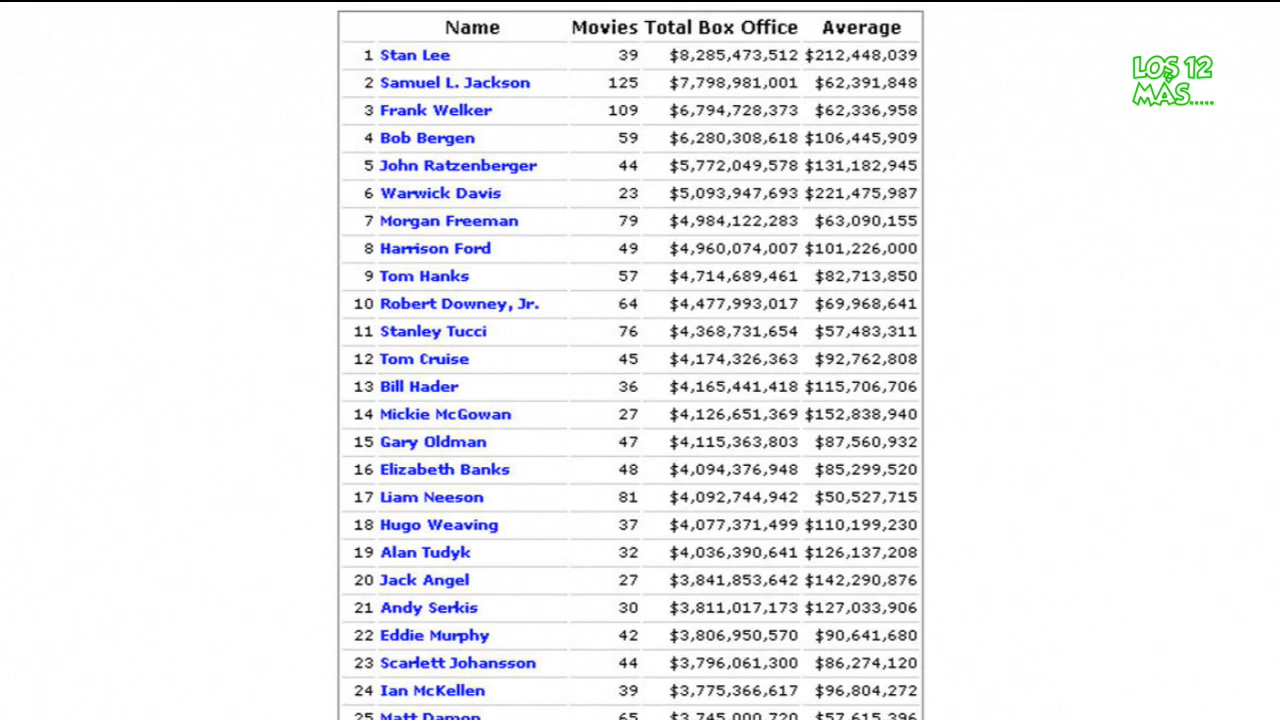 Name Movies Total Box Office Average
1 Stan Lee 39 $8,285,473,512 $212,448,039
2 Samuel L. Jackson 125 $7,798,981,001 $62,391,848
3 Frank Welker 109 $6,794,728,373 $62,336,958
4 Bob Bergen 59 $6,280,308,618 $106,445,909
5 John Ratzenberger 44 $5,772,049,578 $131,182,945
6 Warwick Davis 23 $5,093,947,693 $221,475,987
7 Morgan Freeman 79 $4,984,122,283 $63,090,155
8 Harrison Ford 49 $4,960,074,007 $101,226,000
9 Tom Hanks 57 $4,714,689,461 $82,713,850
10 Robert Downey, Jr. 64 $4,477,993,017 $69,968,641
11 Stanley Tucci 76 $4,368,731,654 $57,483,311
12 Tom Cruise 45 $4,174,326,363 $92,762,808
13 Bill Hader 36 $4,165,441,418 $115,706,706
14 Mickie McGowan 27 $4,126,651,369 $152,838,940
15 Gary Oldman 47 $4,115,363,803 $87,560,932
16 Elizabeth Banks 48 $4,094,376,948 $85,299,520
17 Liam Neeson 81 $4,092,744,942 $50,527,715
18 Hugo Weaving 37 $4,077,371,499 $110,199,230
19 Alan Tudyk 32 $4,036,390,641 $126,137,208
20 Jack Angel 27 $3,841,853,642 $142,290,876
21 Andy Serkis 30 $3,811,017,173 $127,033,906
22 Eddie Murphy 42 $3,806,950,570 $90,641,680
23 Scarlett Johansson 44 $3,796,061,300 $86,274,120
24 Ian McKellen 39 $3,775,366,617 $96,804,272
25 Matt Damon 65 $3,745,000,720 $57,615,396
LOS 12
MÁS.....